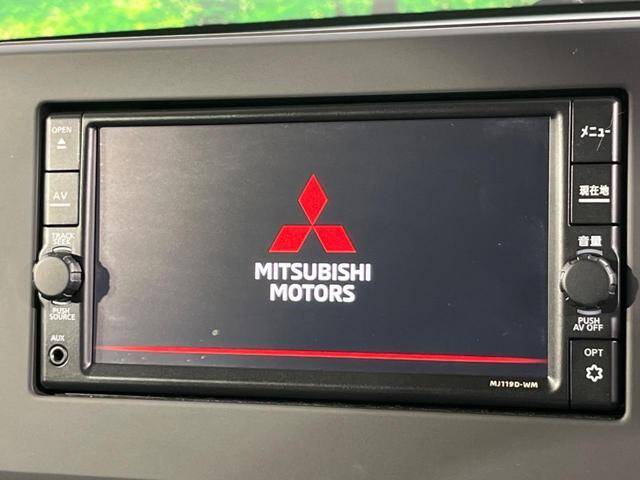 OPEN
AV
TRACK
SEEK
PUSH
SOURCE
AUX
MITSUBISHI
MOTORS
メニュー
現在地
音量
PUSH
AV OFF
OPT
MJ119D-WM